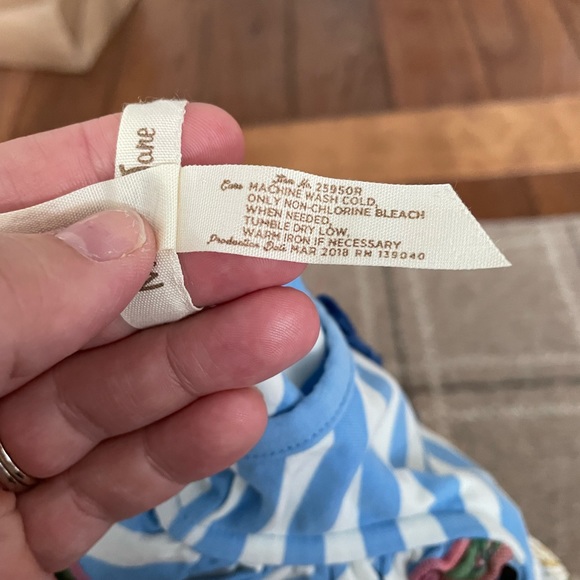 Jane
Item No. 25950R
Care MACHINE WASH COLD,
ONLY NON-CHLORINE BLEACH
WHEN NEEDED,
TUMBLE DRY LOW,
WARM IRON IF NECESSARY
Production Date MAR 2018 RN 139040